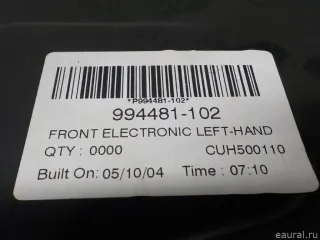 *P994481-102*
994481-102
FRONT ELECTRONIC LEFT-HAND
QTY : 0000 CUH500110
Built On: 05/10/04 Time : 07:10
eaural.ru